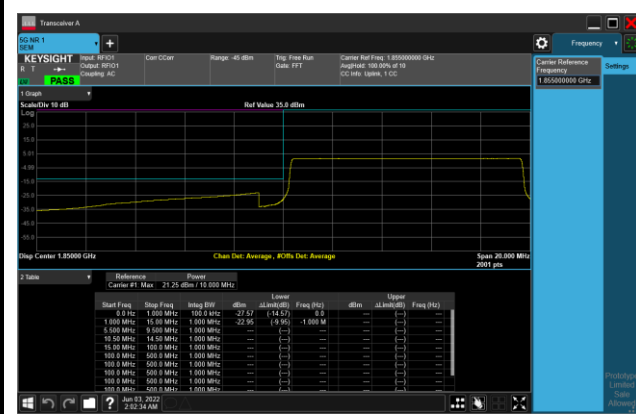 Transceiver A
5G NR 1
SEM
Frequency
KEYSIGHT
Input: RFIO1
Corr CCorr
Range: -45 dBm
Trig: Free Run
Carrier Ref Freq: 1.855000000 GHz
R T
Output: RFIO1
Gate: FFT
Avg|Hold: 100.00% of 10
Coupling: AC
CC Info: Uplink, 1 CC
PASS
Carrier Reference
Frequency
1.855000000 GHz
Settings
1 Graph
Scale/Div 10 dB
Ref Value 35.0 dBm
Log
25.0
15.0
5.01
-4.99
-15.0
-25.0
-35.0
-45.0
-55.0
Disp Center 1.85000 GHz
Chan Det: Average , #Offs Det: Average
Span 20.000 MHz
2001 pts
2 Table
Reference Power
Carrier #1: Max 21.25 dBm / 10.000 MHz
Lower Upper
Start Freq Stop Freq Integ BW dBm ΔLimit(dB) Freq (Hz) dBm ΔLimit(dB) Freq (Hz)
0.0 Hz 1.000 MHz 100.0 kHz -27.57 (-14.57) 0.0 --- (---) ---
1.000 MHz 15.00 MHz 1.000 MHz -22.95 (-9.95) -1.000 M --- (---) ---
5.500 MHz 9.500 MHz 1.000 MHz --- (---) --- --- (---) ---
10.50 MHz 14.50 MHz 1.000 MHz --- (---) --- --- (---) ---
15.00 MHz 100.0 MHz 1.000 MHz --- (---) --- --- (---) ---
100.0 MHz 500.0 MHz 1.000 MHz --- (---) --- --- (---) ---
100.0 MHz 500.0 MHz 1.000 MHz --- (---) --- --- (---) ---
100.0 MHz 500.0 MHz 1.000 MHz --- (---) --- --- (---) ---
100.0 MHz 500.0 MHz 1.000 MHz --- (---) --- --- (---) ---
Prototype
Limited
Sale
Allowed
Jun 03, 2022
2:02:34 AM